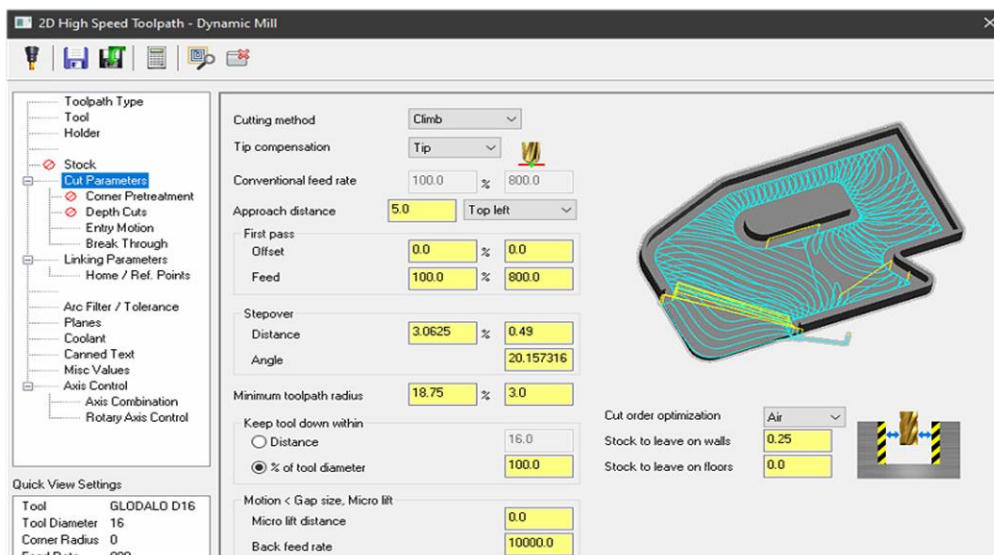 2D High Speed Toolpath - Dynamic Mill
Toolpath Type
Tool
Holder
Stock
Cut Parameters
Corner Pretreatment
Depth Cuts
Entry Motion
Break Through
Linking Parameters
Home / Ref. Points
Arc Filter / Tolerance
Planes
Coolant
Canned Text
Misc Values
Axis Control
Axis Combination
Rotary Axis Control
Quick View Settings
Tool GLODALO D16
Tool Diameter 16
Corner Radius 0
Feed Rate 800
Cutting method Climb
Tip compensation Tip
Conventional feed rate 100.0 % 800.0
Approach distance 5.0 Top left
First pass
Offset 0.0 % 0.0
Feed 100.0 % 800.0
Stepover
Distance 3.0625 % 0.49
Angle 20.157316
Minimum toolpath radius 18.75 % 3.0
Keep tool down within
Distance 16.0
% of tool diameter 100.0
Motion < Gap size, Micro lift
Micro lift distance 0.0
Back feed rate 10000.0
Cut order optimization Air
Stock to leave on walls 0.25
Stock to leave on floors 0.0